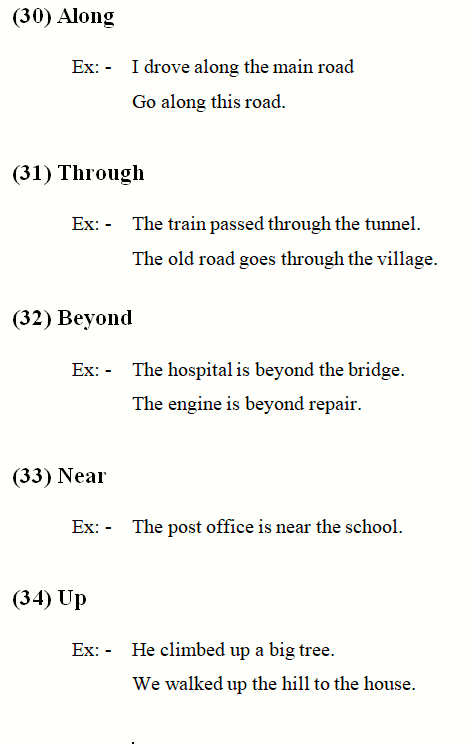 (30) Along
Ex: - I drove along the main road
Go along this road.
(31) Through
Ex: - The train passed through the tunnel.
The old road goes through the village.
(32) Beyond
Ex: - The hospital is beyond the bridge.
The engine is beyond repair.
(33) Near
Ex: - The post office is near the school.
(34) Up
Ex: - He climbed up a big tree.
We walked up the hill to the house.